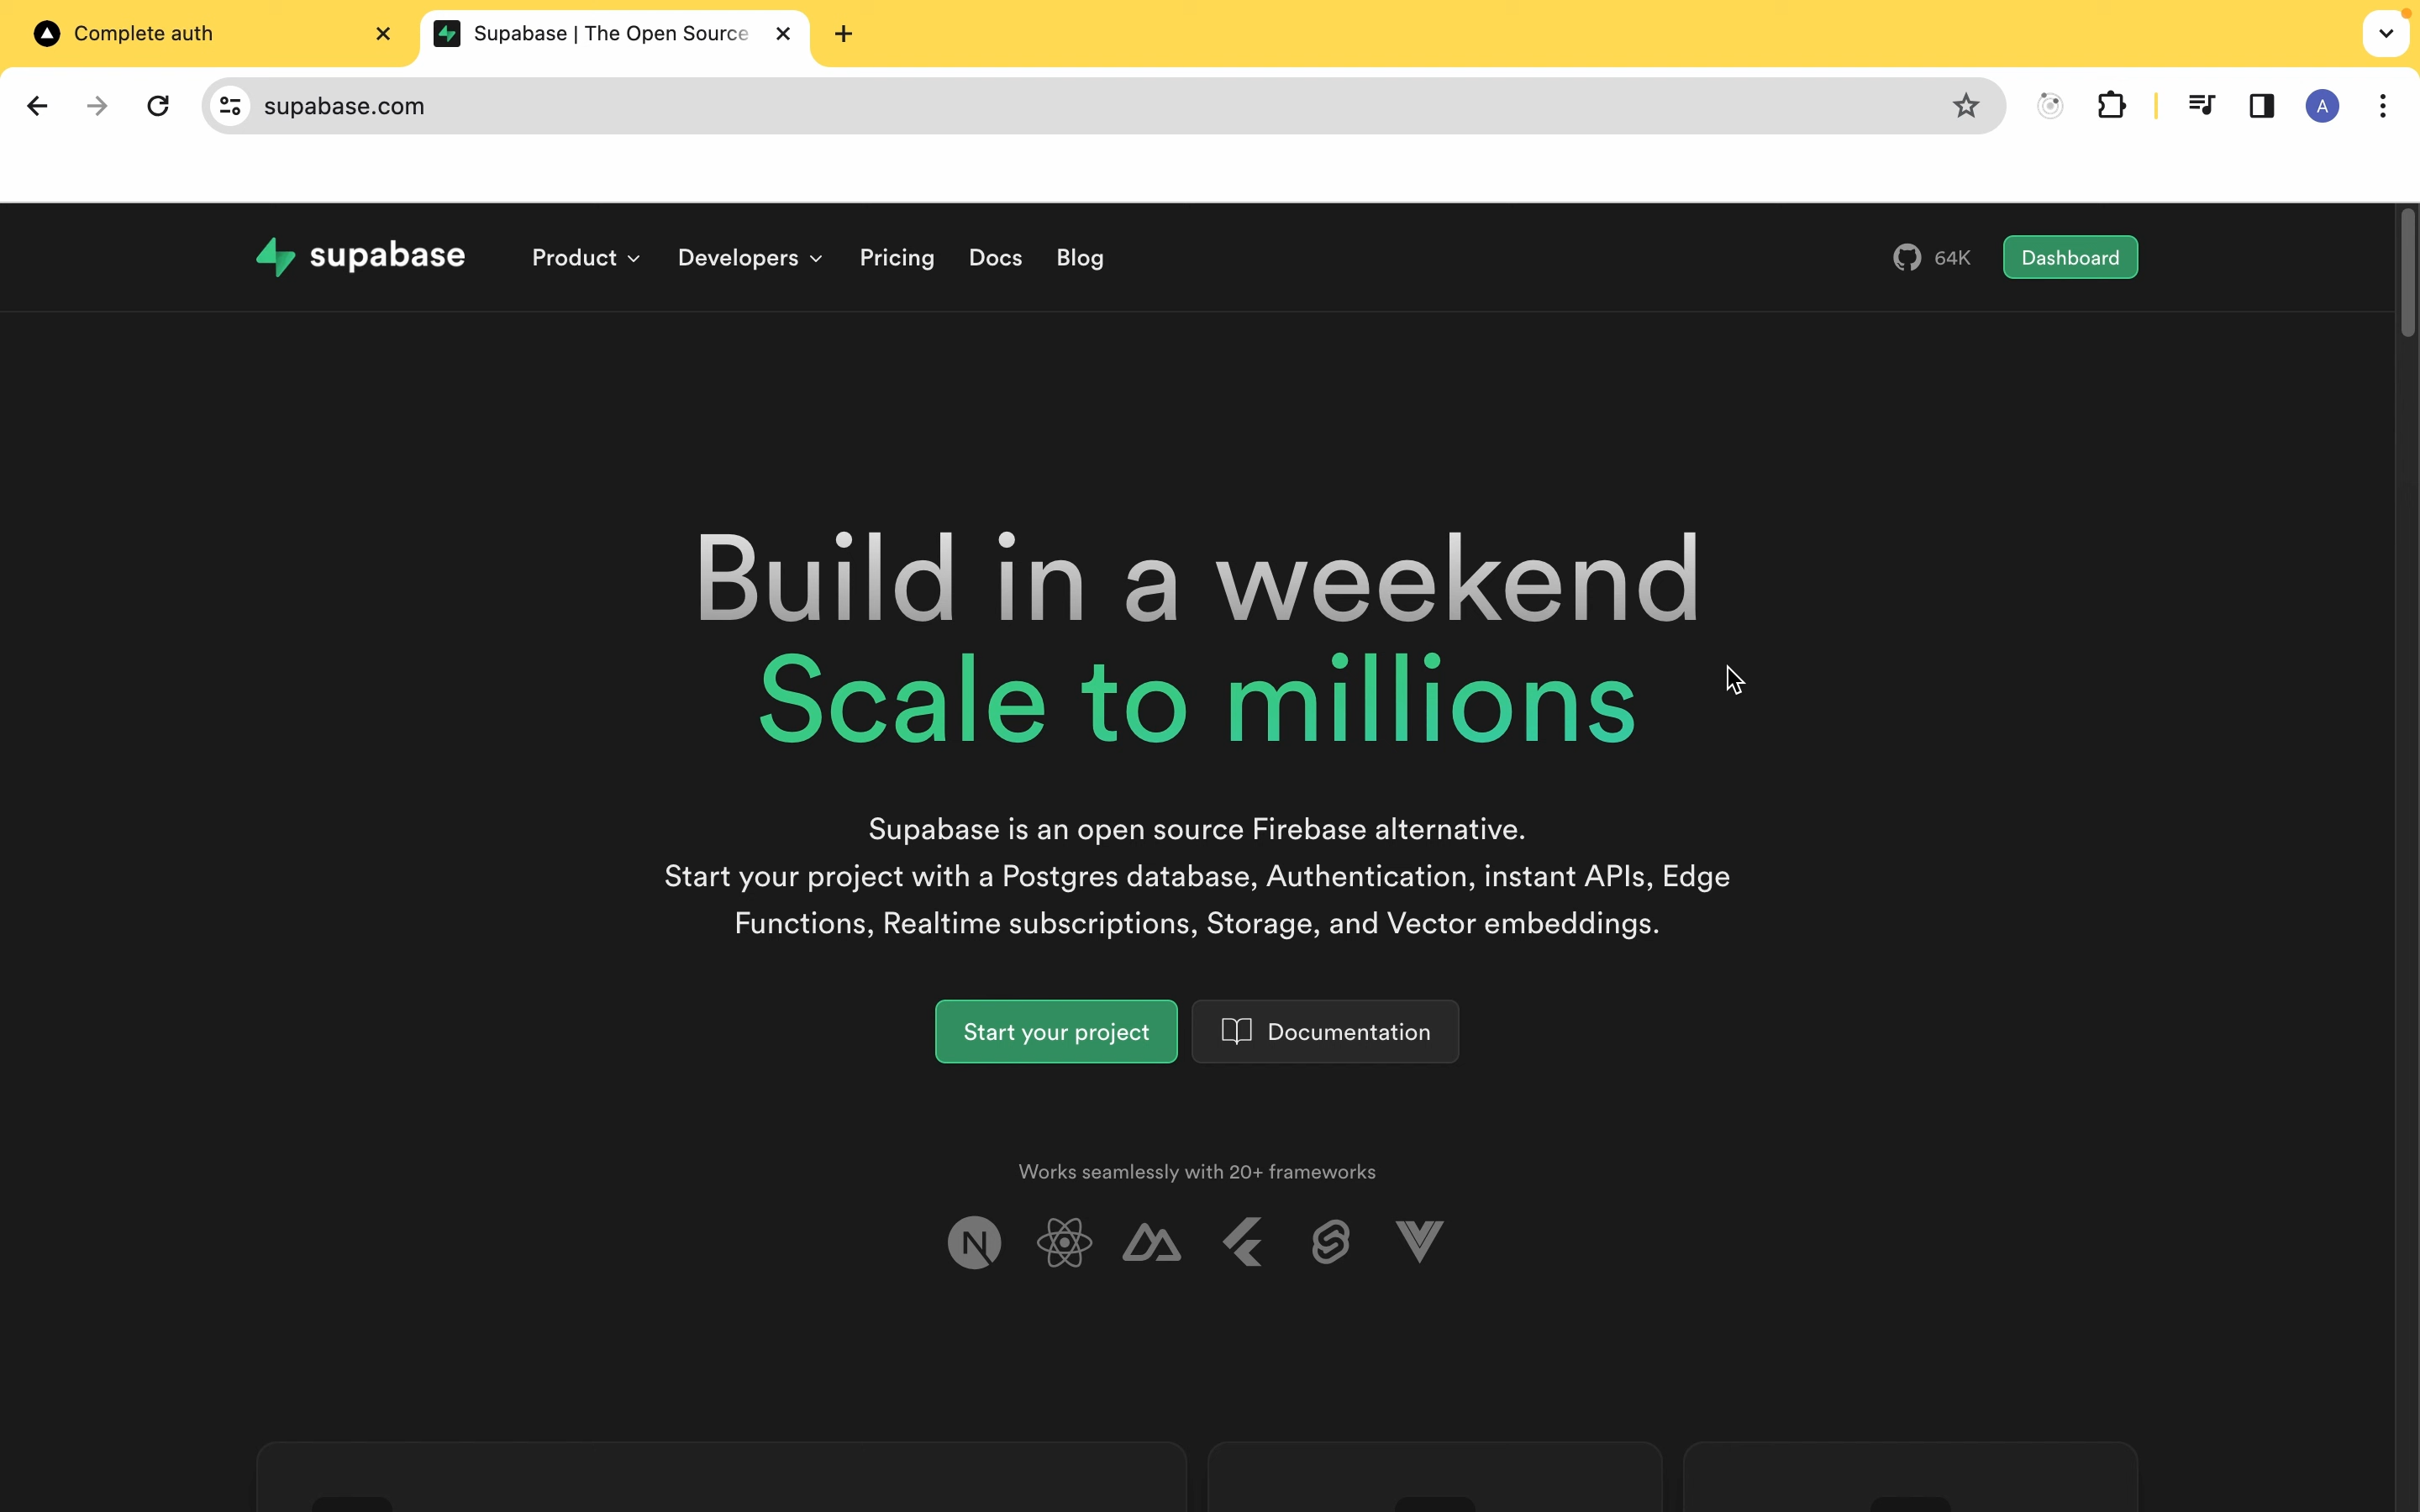 Complete auth
Supabase | The Open Source
supabase.com
A
supabase
Product
Developers
Pricing
Docs
Blog
64K
Dashboard
Build in a weekend
Scale to millions
Supabase is an open source Firebase alternative.
Start your project with a Postgres database, Authentication, instant APIs, Edge
Functions, Realtime subscriptions, Storage, and Vector embeddings.
Start your project
Documentation
Works seamlessly with 20+ frameworks
N